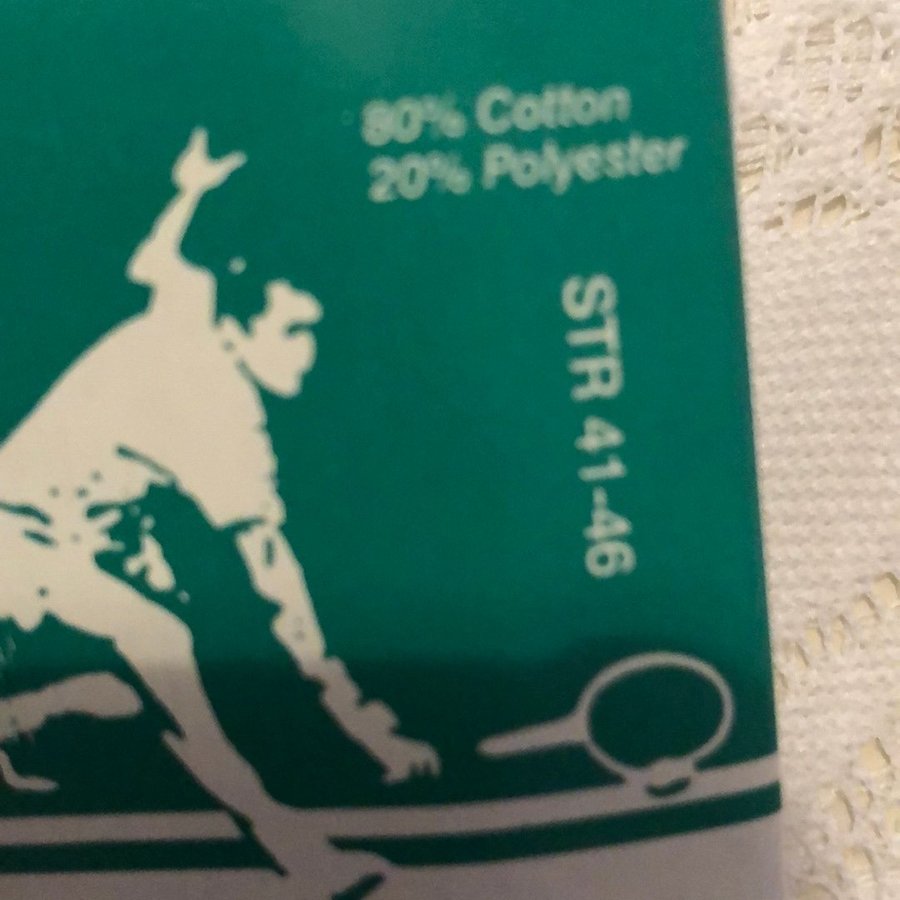 80% Cotton
20% Polyester
STR 41-46